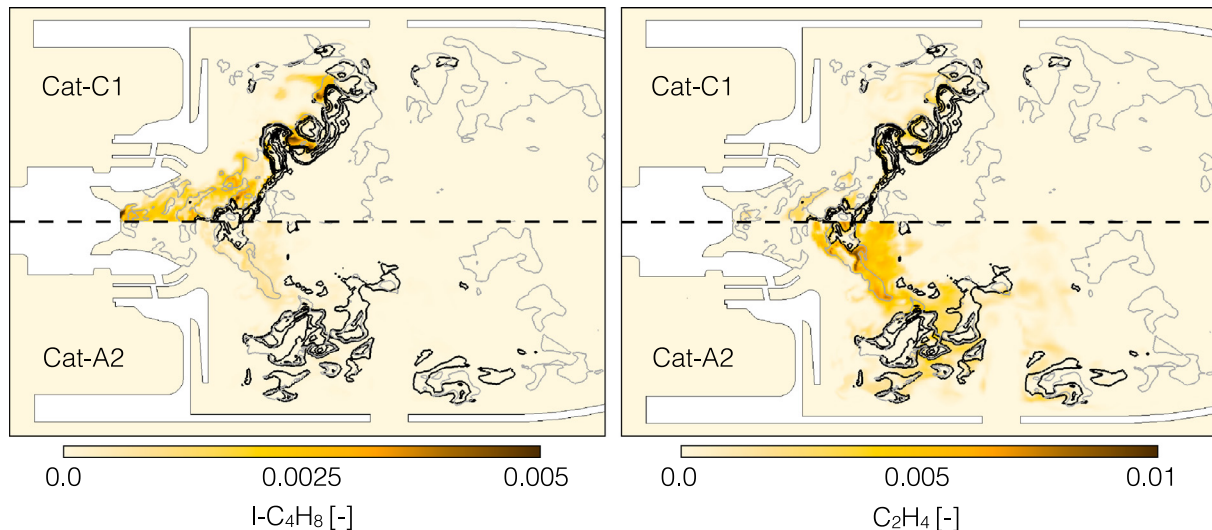 Cat-C1
Cat-A2
0.0 0.0025 0.005
I-C₄H₈ [-]
Cat-C1
Cat-A2
0.0 0.005 0.01
C₂H₄ [-]